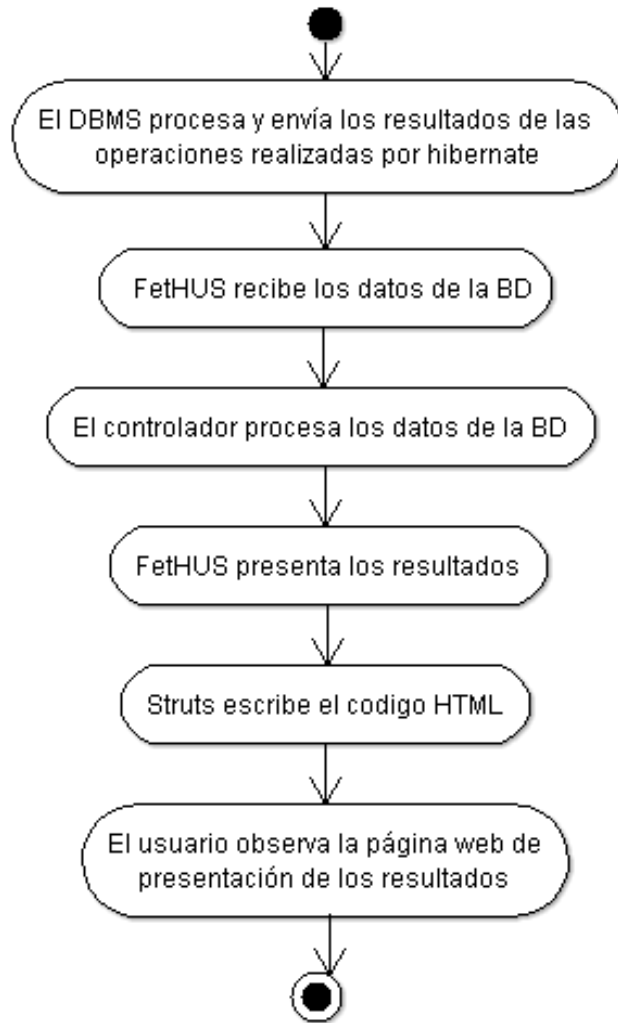 El DBMS procesa y envía los resultados de las
operaciones realizadas por hibernate
FetHUS recibe los datos de la BD
El controlador procesa los datos de la BD
FetHUS presenta los resultados
Struts escribe el codigo HTML
El usuario observa la página web de
presentación de los resultados